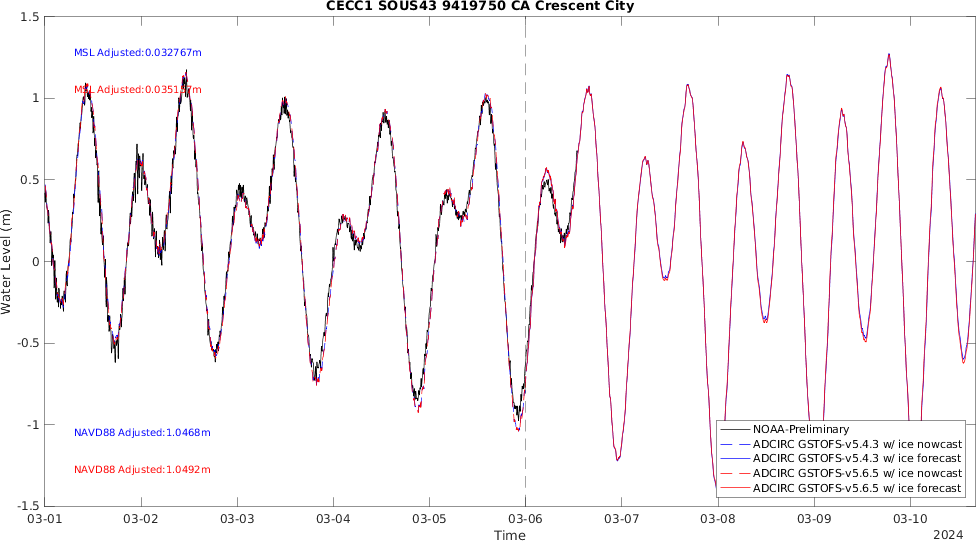 CECC1 SOUS43 9419750 CA Crescent City
1.5
MSL Adjusted:0.032767m
MSL Adjusted:
1
0.5
0
-0.5
-1
-1.5
Water Level (m)
NAVD88 Adjusted:1.0468m
NAVD88 Adjusted:1.0492m
NOAA-Preliminary
ADCIRC GSTOFS-v5.4.3 w/ ice nowcast
ADCIRC GSTOFS-v5.4.3 w/ ice forecast
ADCIRC GSTOFS-v5.6.5 w/ ice nowcast
ADCIRC GSTOFS-v5.6.5 w/ ice forecast
03-01 03-02 03-03 03-04 03-05 03-06 03-07 03-08 03-09 03-10
Time
2024